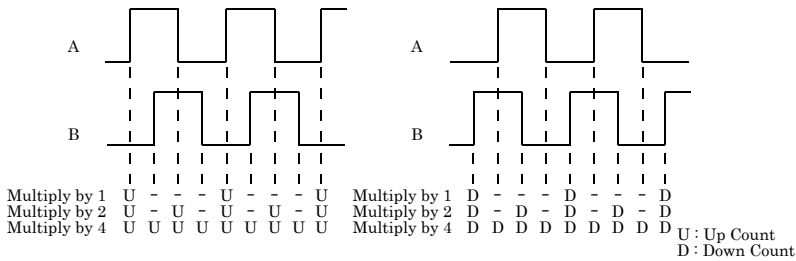 A
A
B
B
Multiply by 1 U - - - U - - - U
Multiply by 2 U - U - U - U - U
Multiply by 4 U U U U U U U U U
Multiply by 1 D - - - D - - - D
Multiply by 2 D - D - D - D - D
Multiply by 4 D D D D D D D D D
U : Up Count
D : Down Count